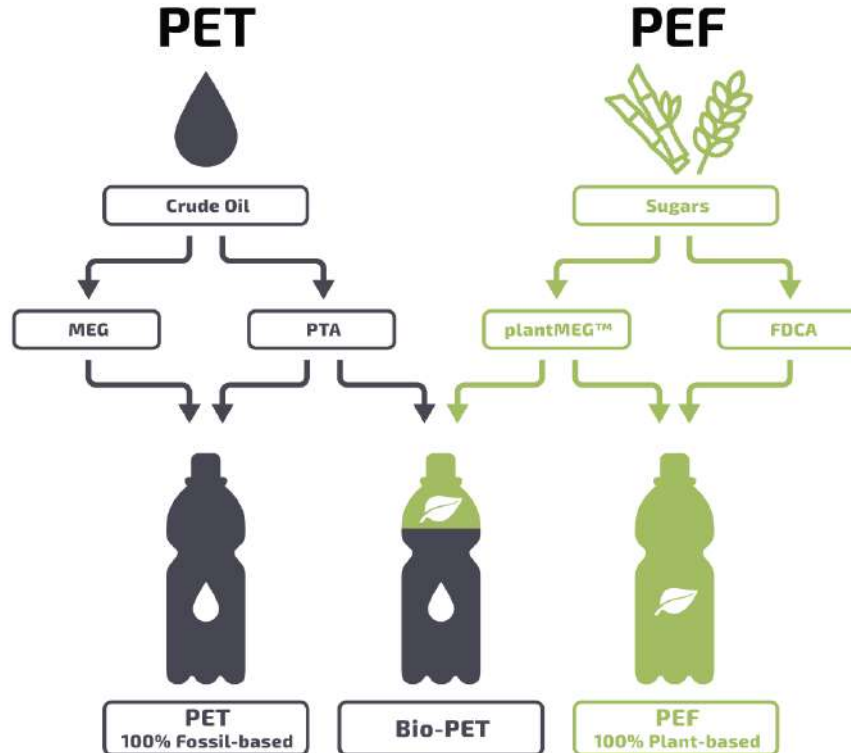 PET
PEF
Crude Oil
Sugars
MEG
PTA
plantMEG™
FDCA
PET
100% Fossil-based
Bio-PET
PEF
100% Plant-based